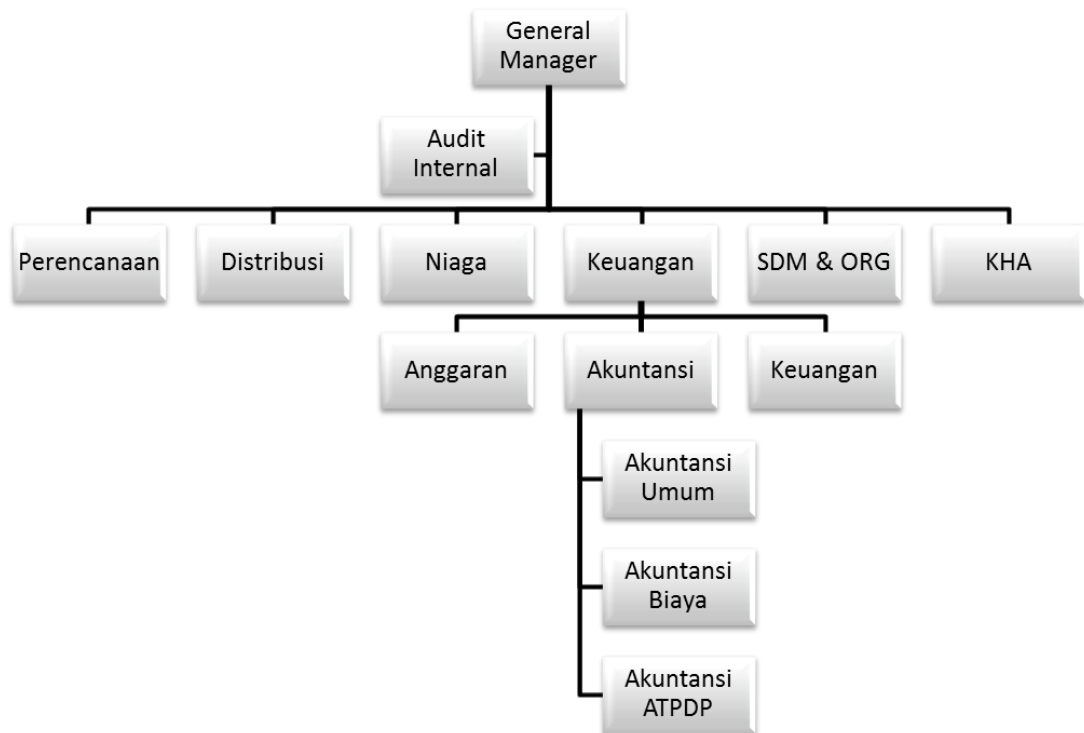 General
Manager
Audit
Internal
Perencanaan
Distribusi
Niaga
Keuangan
SDM & ORG
KHA
Anggaran
Akuntansi
Keuangan
Akuntansi
Umum
Akuntansi
Biaya
Akuntansi
ATPDP